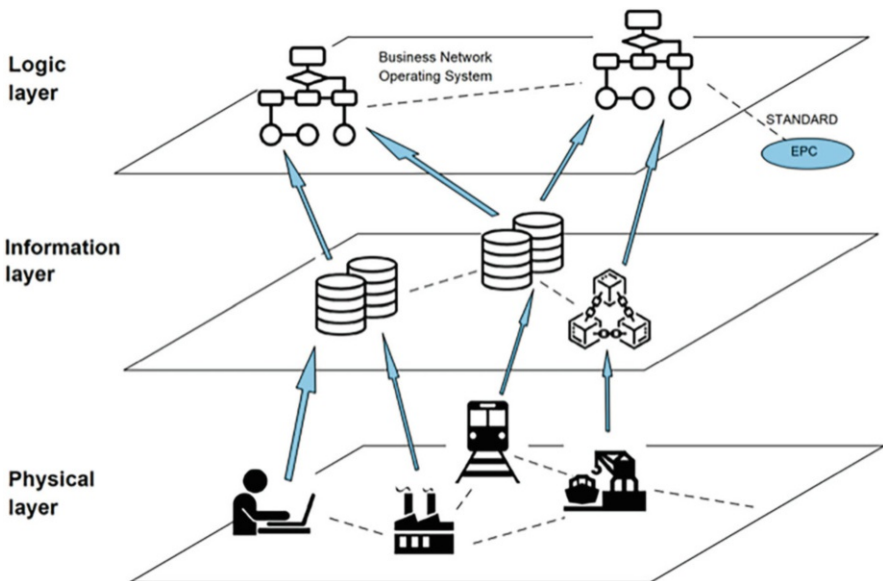 Logic
layer
Business Network
Operating System
STANDARD
EPC
Information
layer
Physical
layer